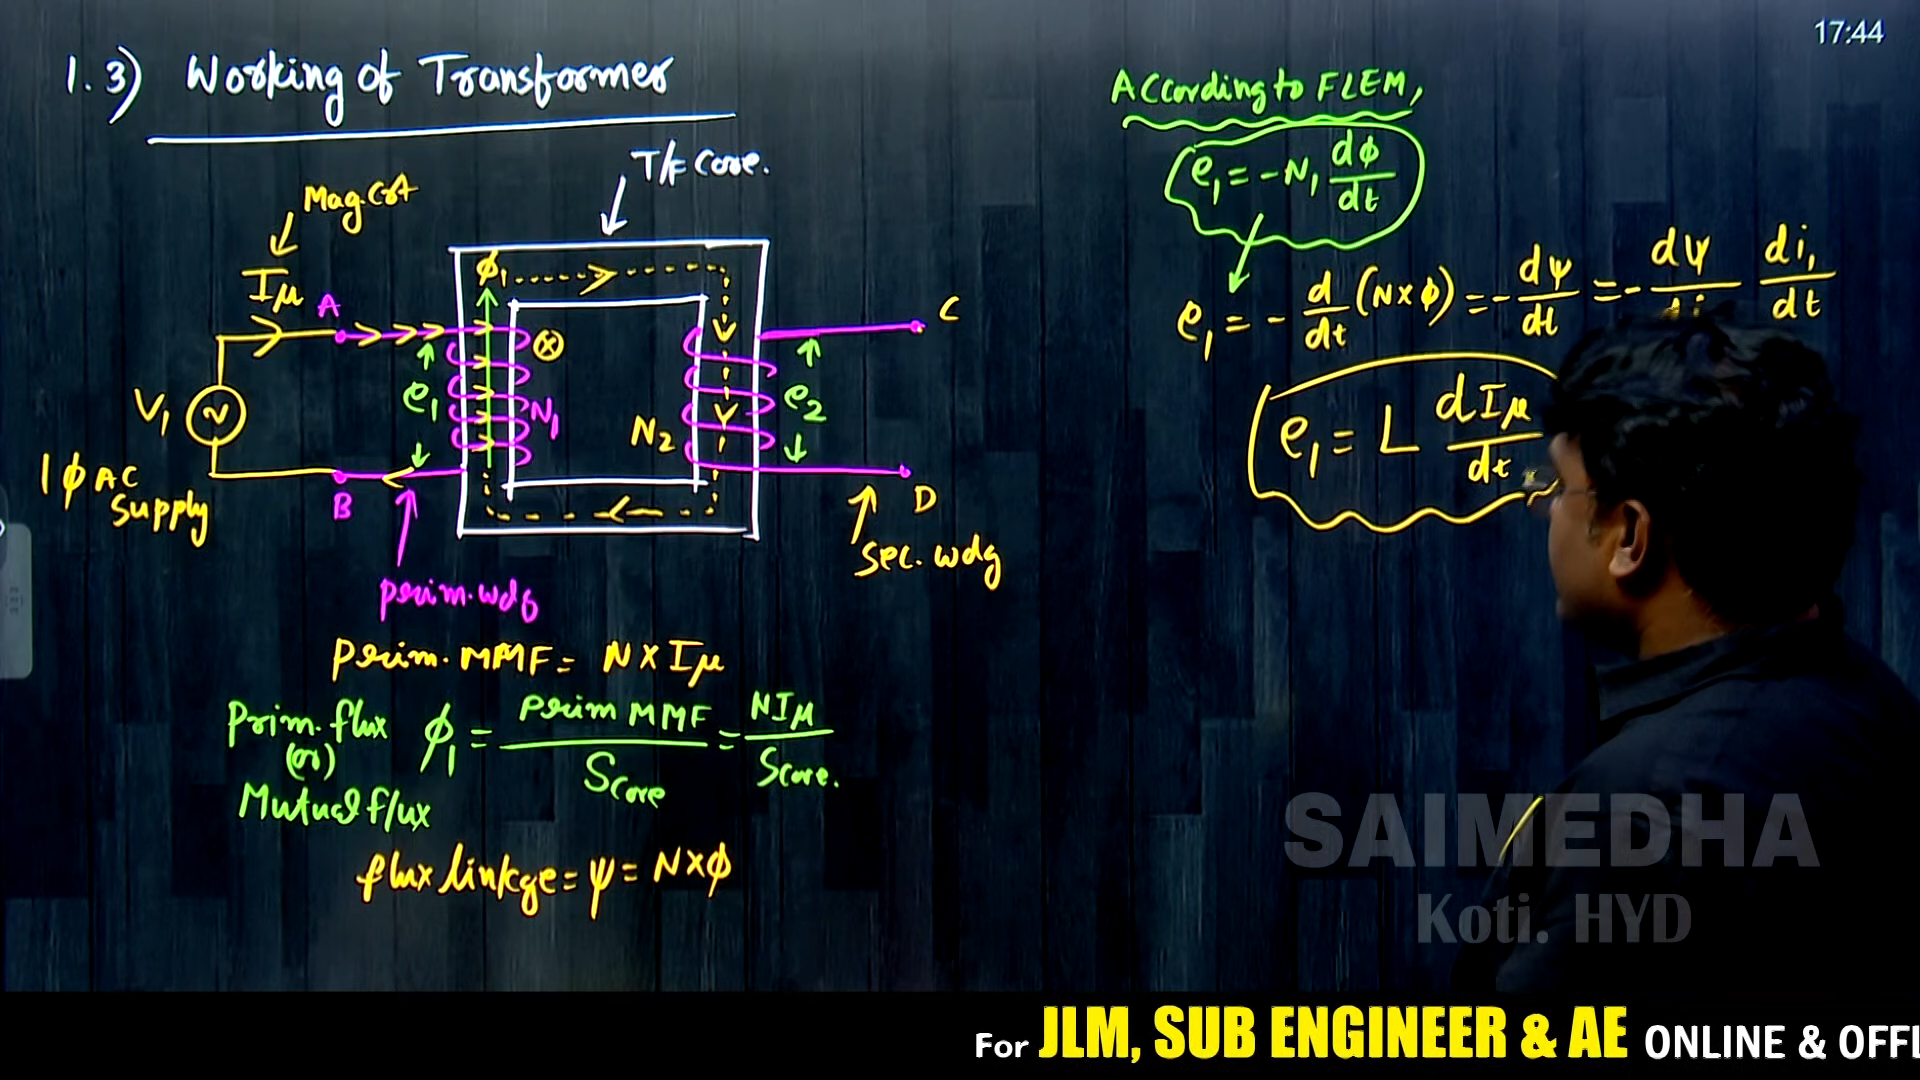 17:44
1.3) Working of Transformer
T/F Core.
Mag. Crt
Iμ
A
ϕ₁
⊗
C
V₁
e₁
N₁
N₂
e₂
1ϕ AC
Supply
B
D
prim. wdg
Sec. wdg
prim. MMF = N X Iμ
Prim. flux
(or)
Mutual flux
ϕ₁ = prim MMF / Score = NIμ / Score.
flux linkge = ψ = N×ϕ
According to FLEM,
e₁ = -N₁ dϕ/dt
e₁ = - d/dt (N×ϕ) = - dψ/dt = - dψ/di di₁/dt
e₁ = L dIμ/dt
SAIMEDHA
Koti. HYD
For JLM, SUB ENGINEER & AE ONLINE & OFFL